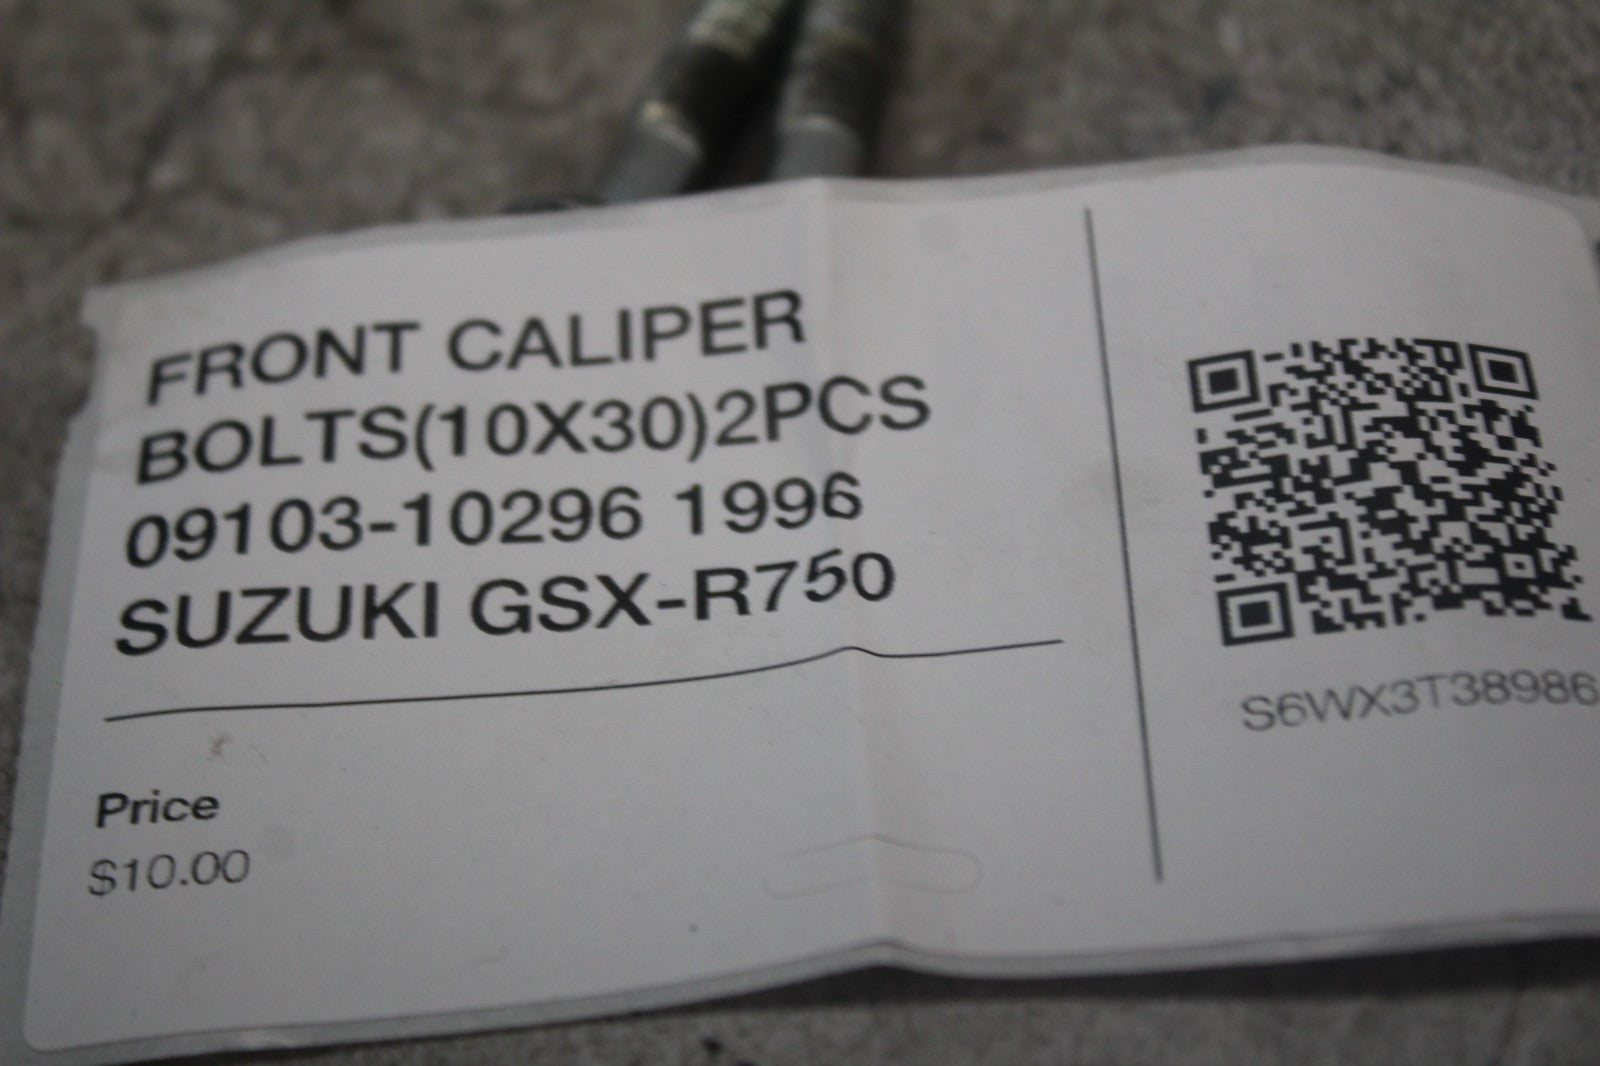 FRONT CALIPER
BOLTS(10X30)2PCS
09103-10296 1996
SUZUKI GSX-R750
Price
$10.00
S6WX3T38986